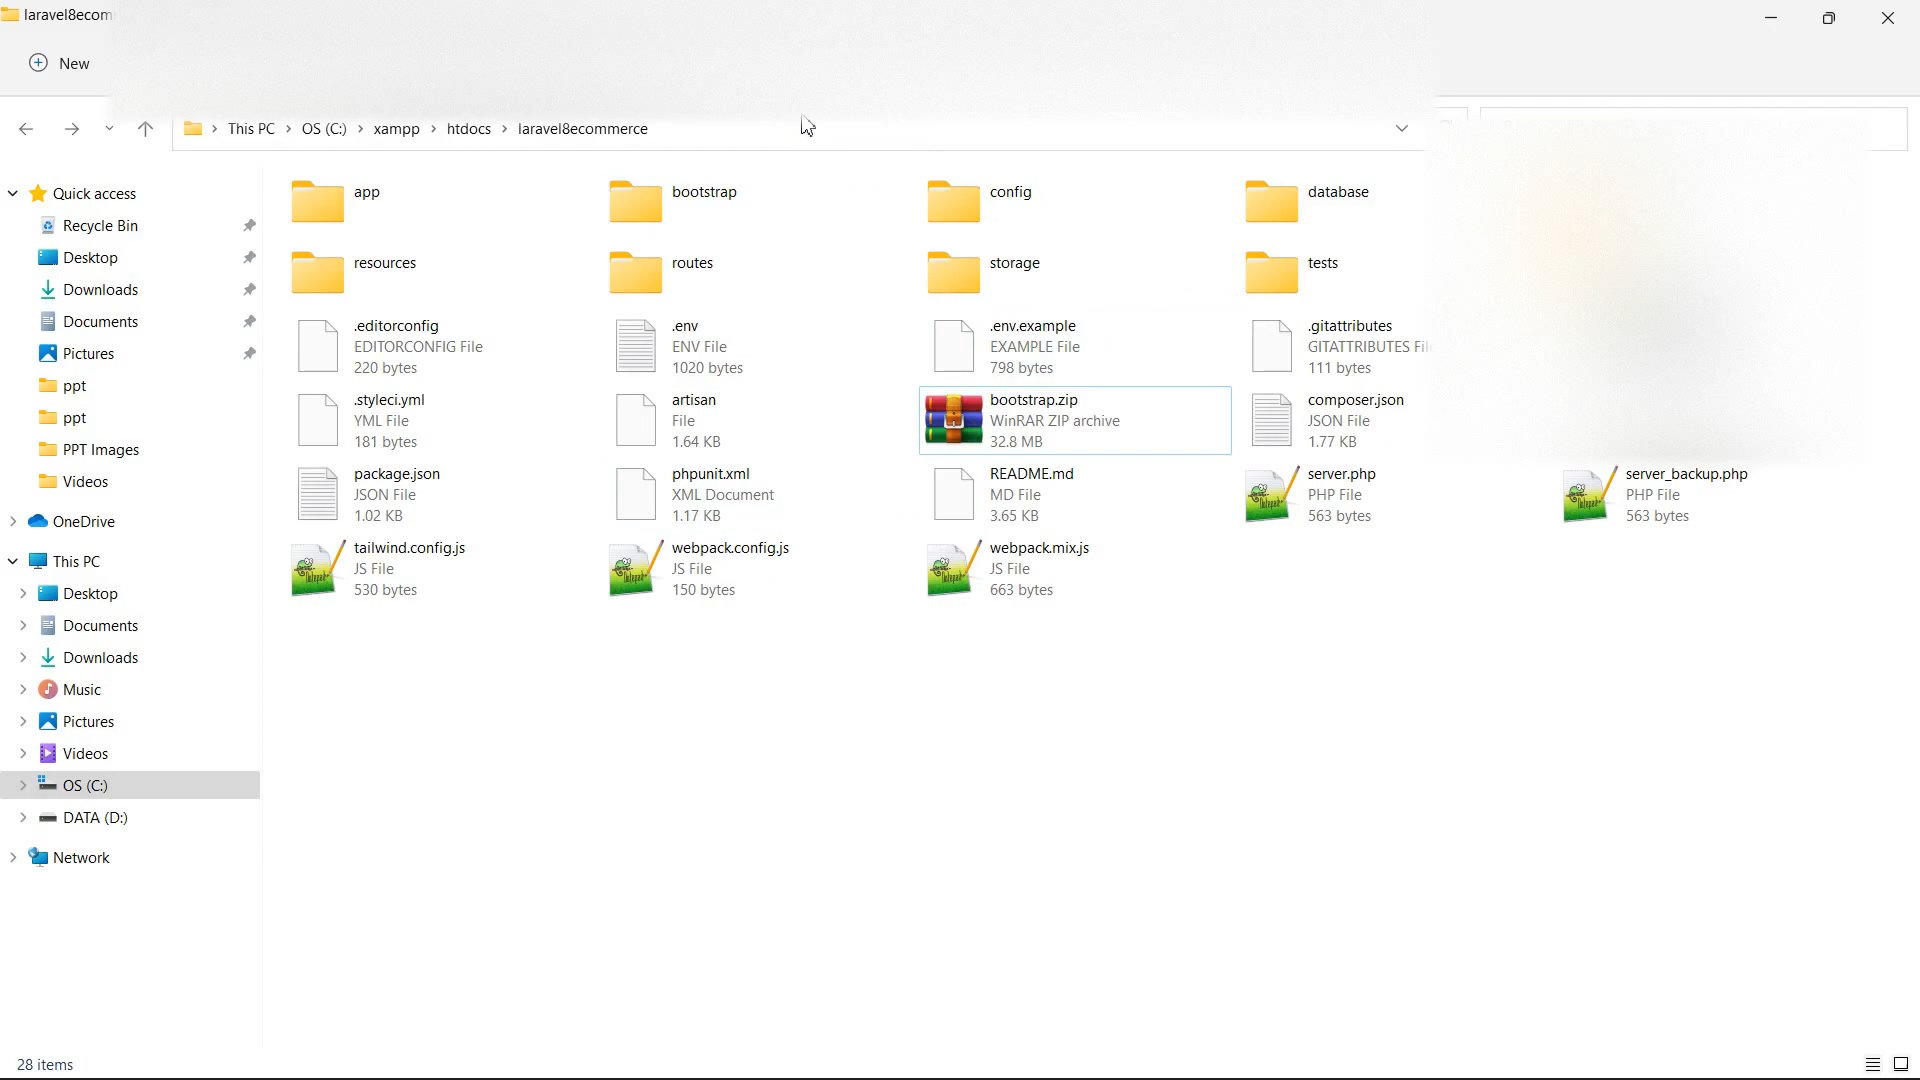 laravel8ecom
New
This PC > OS (C:) > xampp > htdocs > laravel8ecommerce
Quick access
Recycle Bin
Desktop
Downloads
Documents
Pictures
ppt
ppt
PPT Images
Videos
OneDrive
This PC
Desktop
Documents
Downloads
Music
Pictures
Videos
OS (C:)
DATA (D:)
Network
app
bootstrap
config
database
resources
routes
storage
tests
.editorconfig
EDITORCONFIG File
220 bytes
.env
ENV File
1020 bytes
.env.example
EXAMPLE File
798 bytes
.gitattributes
GITATTRIBUTES Fil
111 bytes
.styleci.yml
YML File
181 bytes
artisan
File
1.64 KB
bootstrap.zip
WinRAR ZIP archive
32.8 MB
composer.json
JSON File
1.77 KB
package.json
JSON File
1.02 KB
phpunit.xml
XML Document
1.17 KB
README.md
MD File
3.65 KB
server.php
PHP File
563 bytes
server_backup.php
PHP File
563 bytes
tailwind.config.js
JS File
530 bytes
webpack.config.js
JS File
150 bytes
webpack.mix.js
JS File
663 bytes
28 items